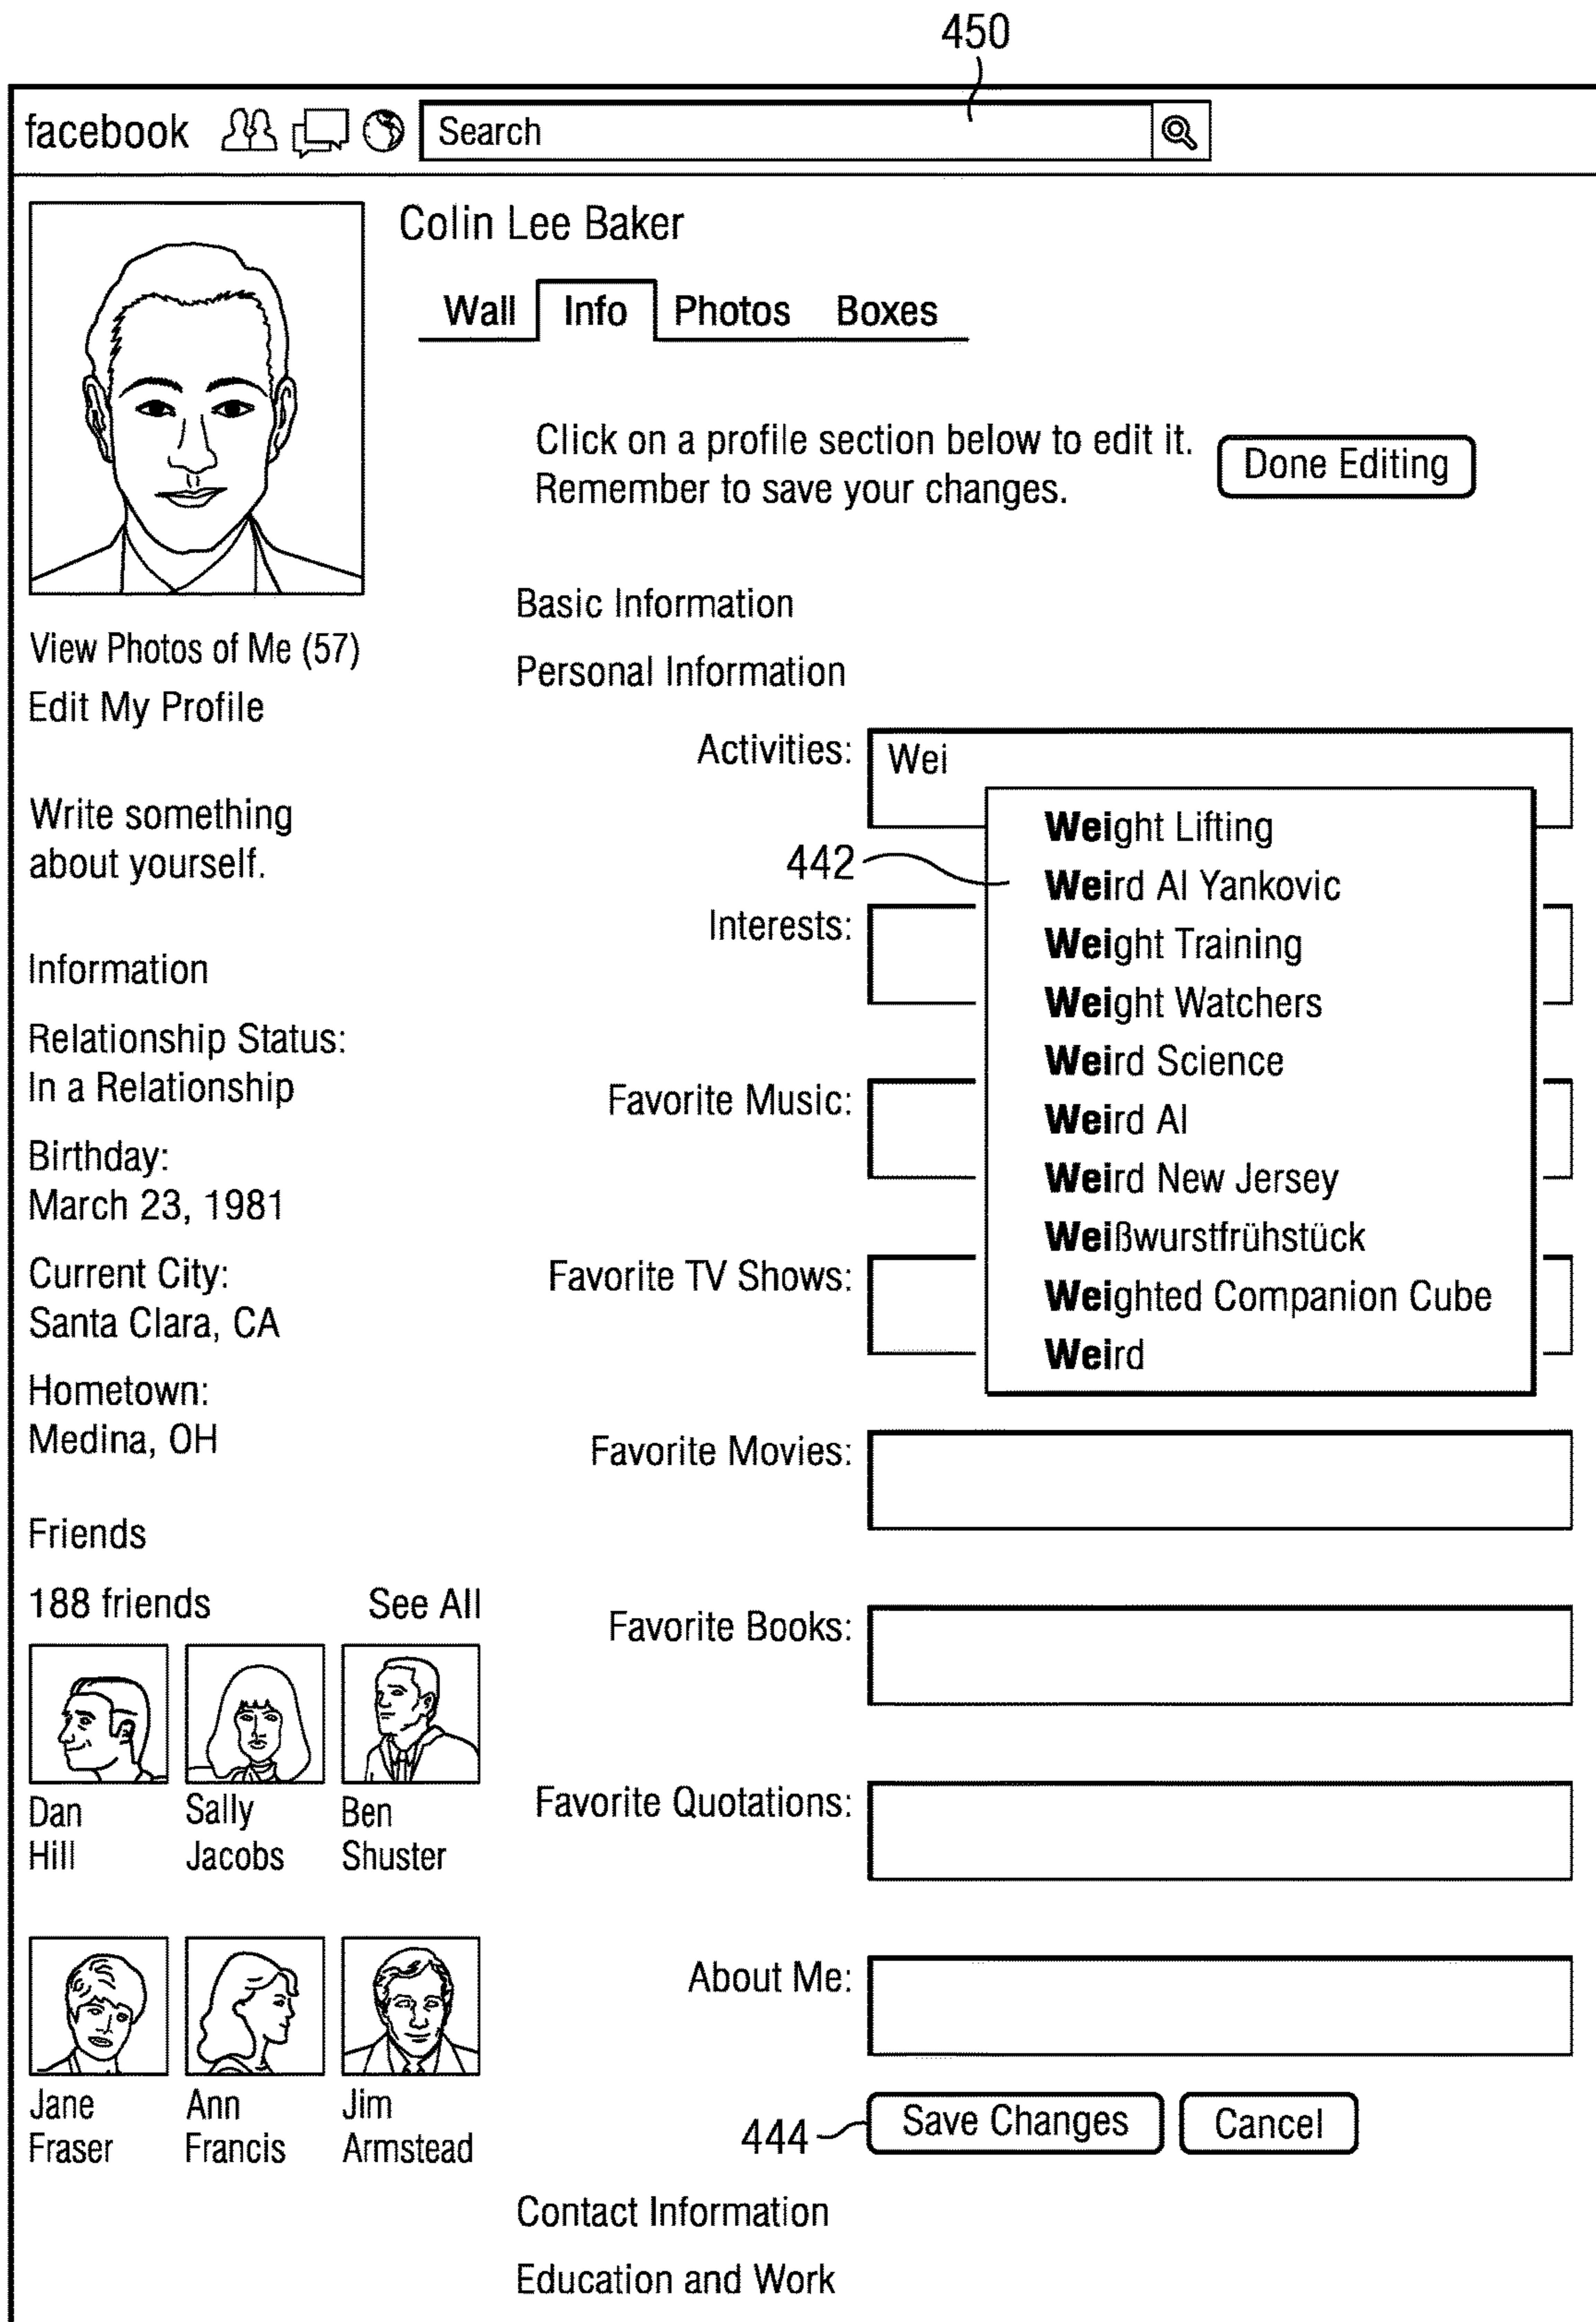 450
facebook
Search
Colin Lee Baker
Wall Info Photos Boxes
Click on a profile section below to edit it.
Remember to save your changes.
Done Editing
View Photos of Me (57)
Edit My Profile
Write something
about yourself.
Information
Relationship Status:
In a Relationship
Birthday:
March 23, 1981
Current City:
Santa Clara, CA
Hometown:
Medina, OH
Friends
188 friends See All
Dan
Hill
Sally
Jacobs
Ben
Shuster
Jane
Fraser
Ann
Francis
Jim
Armstead
Basic Information
Personal Information
Activities: Wei
442
Weight Lifting
Weird Al Yankovic
Weight Training
Weight Watchers
Weird Science
Weird Al
Weird New Jersey
Weißwurstfrühstück
Weighted Companion Cube
Weird
Interests:
Favorite Music:
Favorite TV Shows:
Favorite Movies:
Favorite Books:
Favorite Quotations:
About Me:
444
Save Changes Cancel
Contact Information
Education and Work